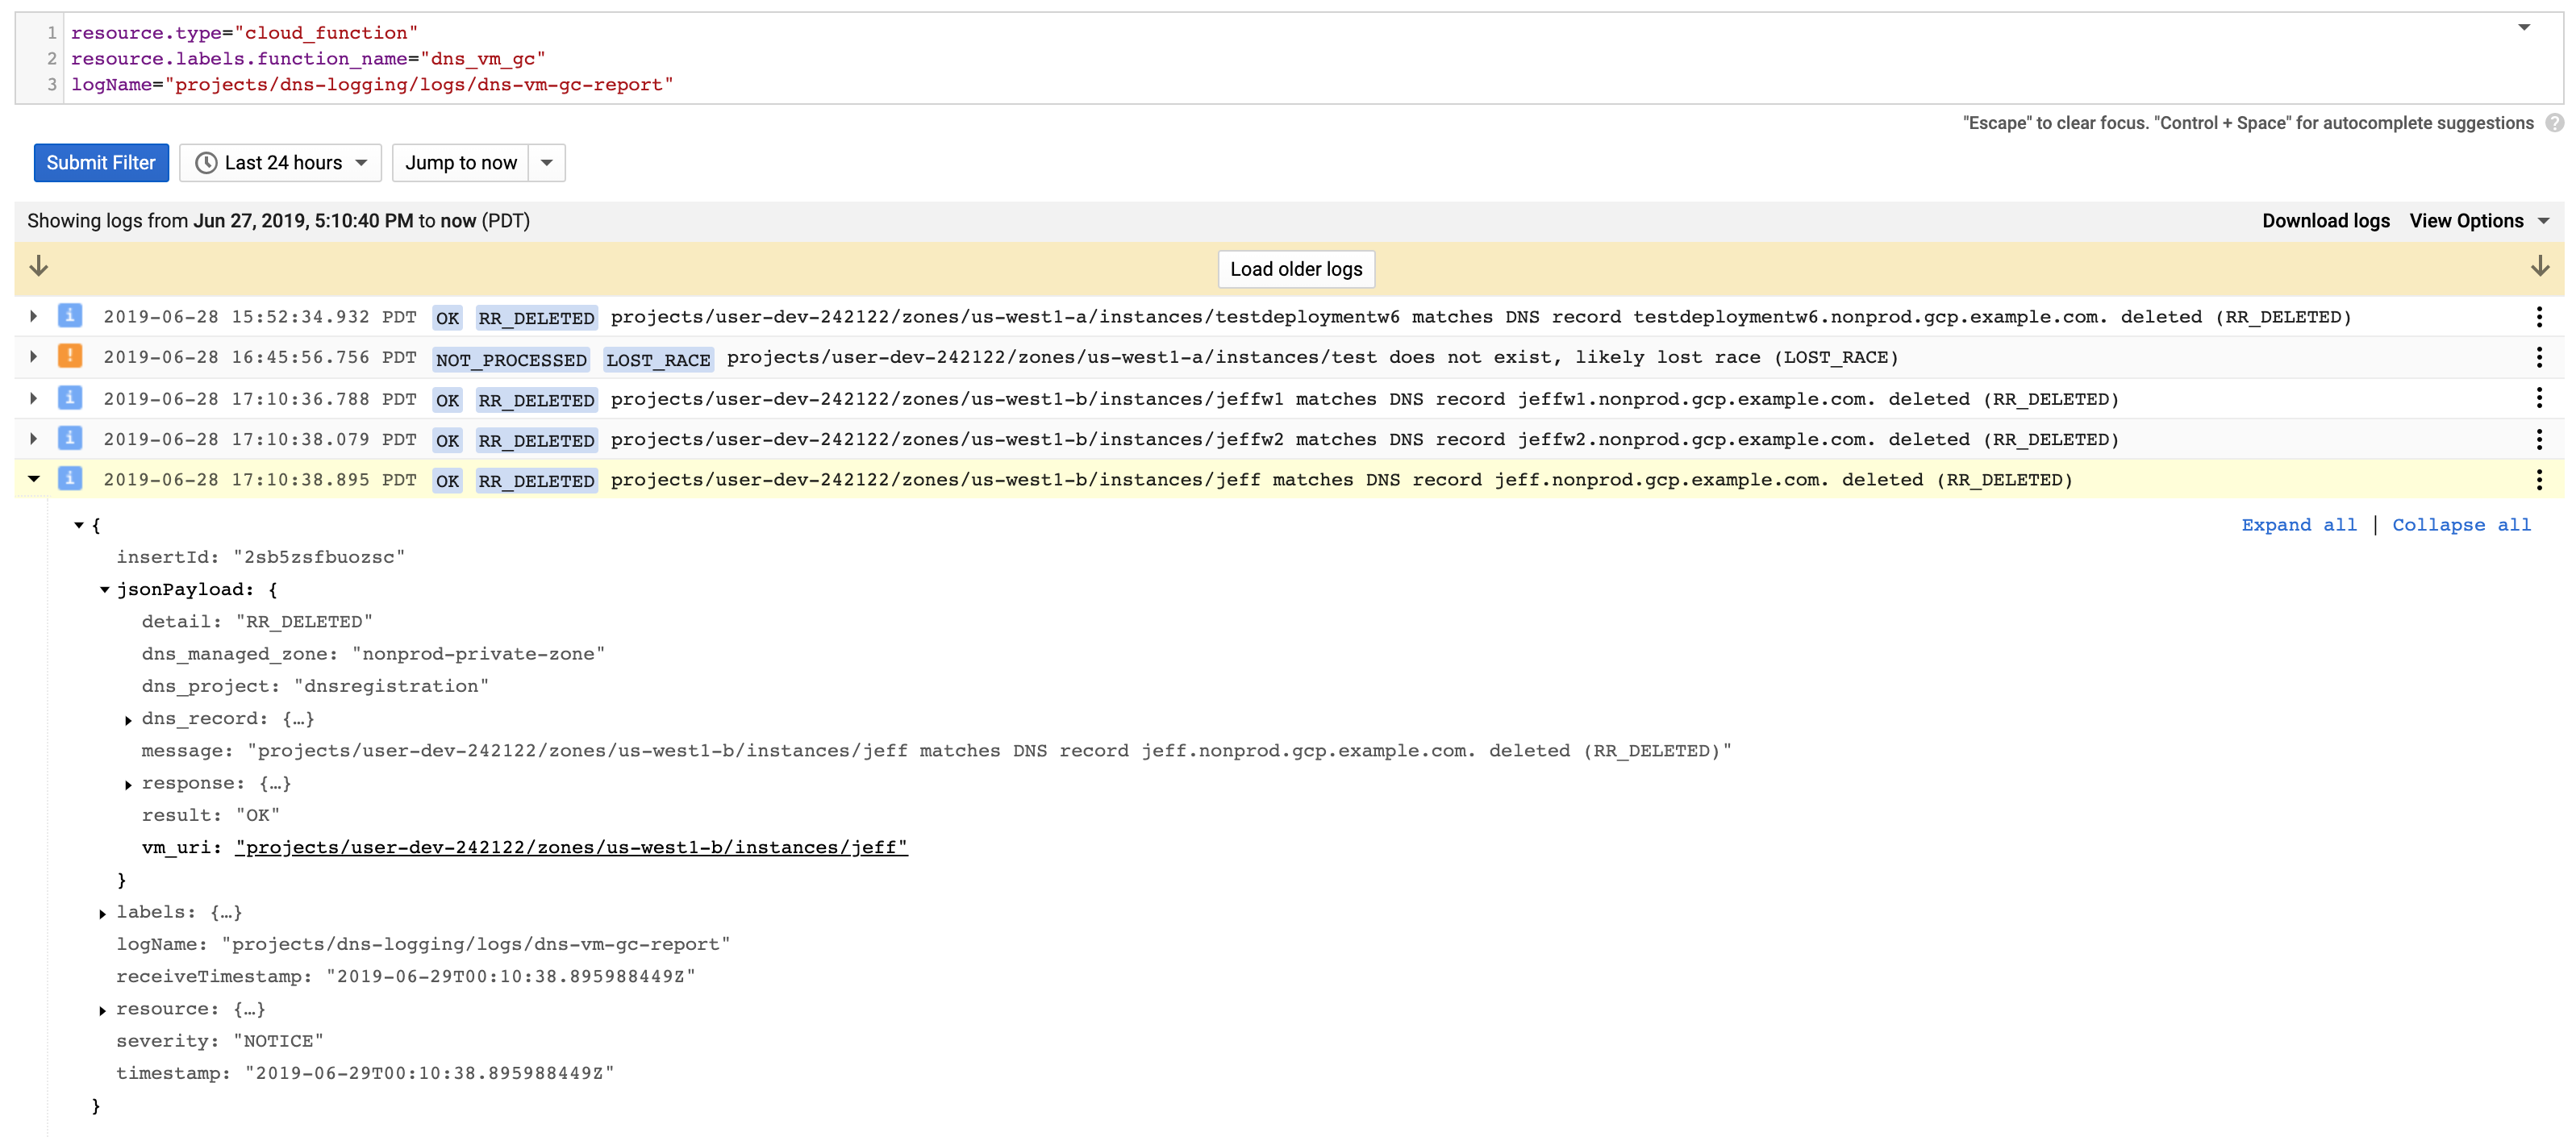 1 resource.type="cloud_function"
2 resource.labels.function_name="dns_vm_gc"
3 logName="projects/dns-logging/logs/dns-vm-gc-report"
"Escape" to clear focus. "Control + Space" for autocomplete suggestions ?
Submit Filter Last 24 hours Jump to now
Showing logs from Jun 27, 2019, 5:10:40 PM to now (PDT) Download logs View Options
Load older logs
i 2019-06-28 15:52:34.932 PDT OK RR_DELETED projects/user-dev-242122/zones/us-west1-a/instances/testdeploymentw6 matches DNS record testdeploymentw6.nonprod.gcp.example.com. deleted (RR_DELETED)
! 2019-06-28 16:45:56.756 PDT NOT_PROCESSED LOST_RACE projects/user-dev-242122/zones/us-west1-a/instances/test does not exist, likely lost race (LOST_RACE)
i 2019-06-28 17:10:36.788 PDT OK RR_DELETED projects/user-dev-242122/zones/us-west1-b/instances/jeffw1 matches DNS record jeffw1.nonprod.gcp.example.com. deleted (RR_DELETED)
i 2019-06-28 17:10:38.079 PDT OK RR_DELETED projects/user-dev-242122/zones/us-west1-b/instances/jeffw2 matches DNS record jeffw2.nonprod.gcp.example.com. deleted (RR_DELETED)
i 2019-06-28 17:10:38.895 PDT OK RR_DELETED projects/user-dev-242122/zones/us-west1-b/instances/jeff matches DNS record jeff.nonprod.gcp.example.com. deleted (RR_DELETED)
{ Expand all | Collapse all
insertId: "2sb5zsfbuozsc"
jsonPayload: {
detail: "RR_DELETED"
dns_managed_zone: "nonprod-private-zone"
dns_project: "dnsregistration"
dns_record: {…}
message: "projects/user-dev-242122/zones/us-west1-b/instances/jeff matches DNS record jeff.nonprod.gcp.example.com. deleted (RR_DELETED)"
response: {…}
result: "OK"
vm_uri: "projects/user-dev-242122/zones/us-west1-b/instances/jeff"
}
labels: {…}
logName: "projects/dns-logging/logs/dns-vm-gc-report"
receiveTimestamp: "2019-06-29T00:10:38.895988449Z"
resource: {…}
severity: "NOTICE"
timestamp: "2019-06-29T00:10:38.895988449Z"
}